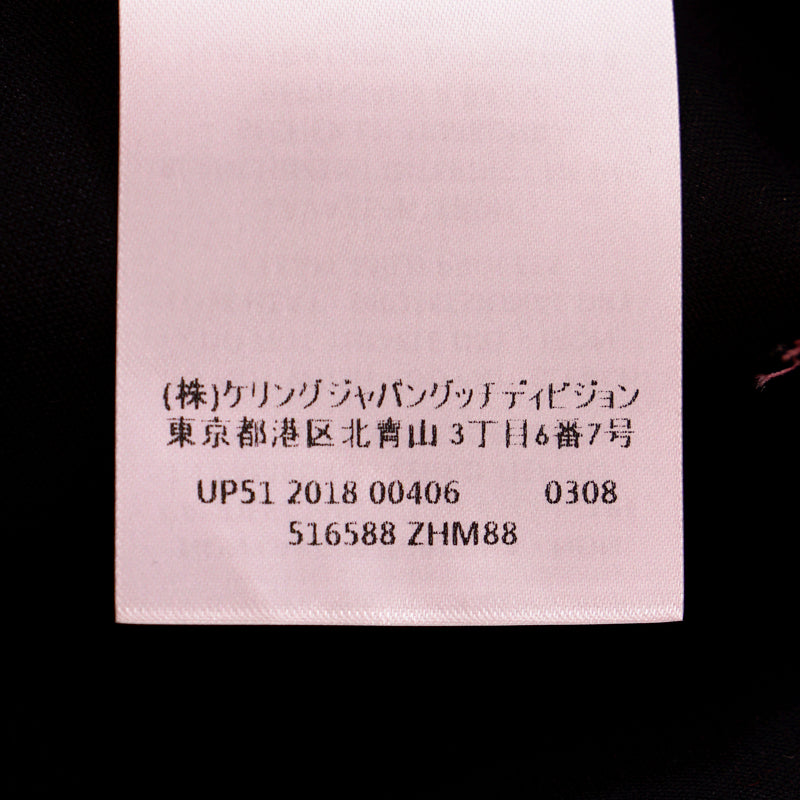 (株)ケリングジャパングッチディビジョン
東京都港区北青山 3丁目6番7号
UP51 2018 00406 0308
516588 ZHM88